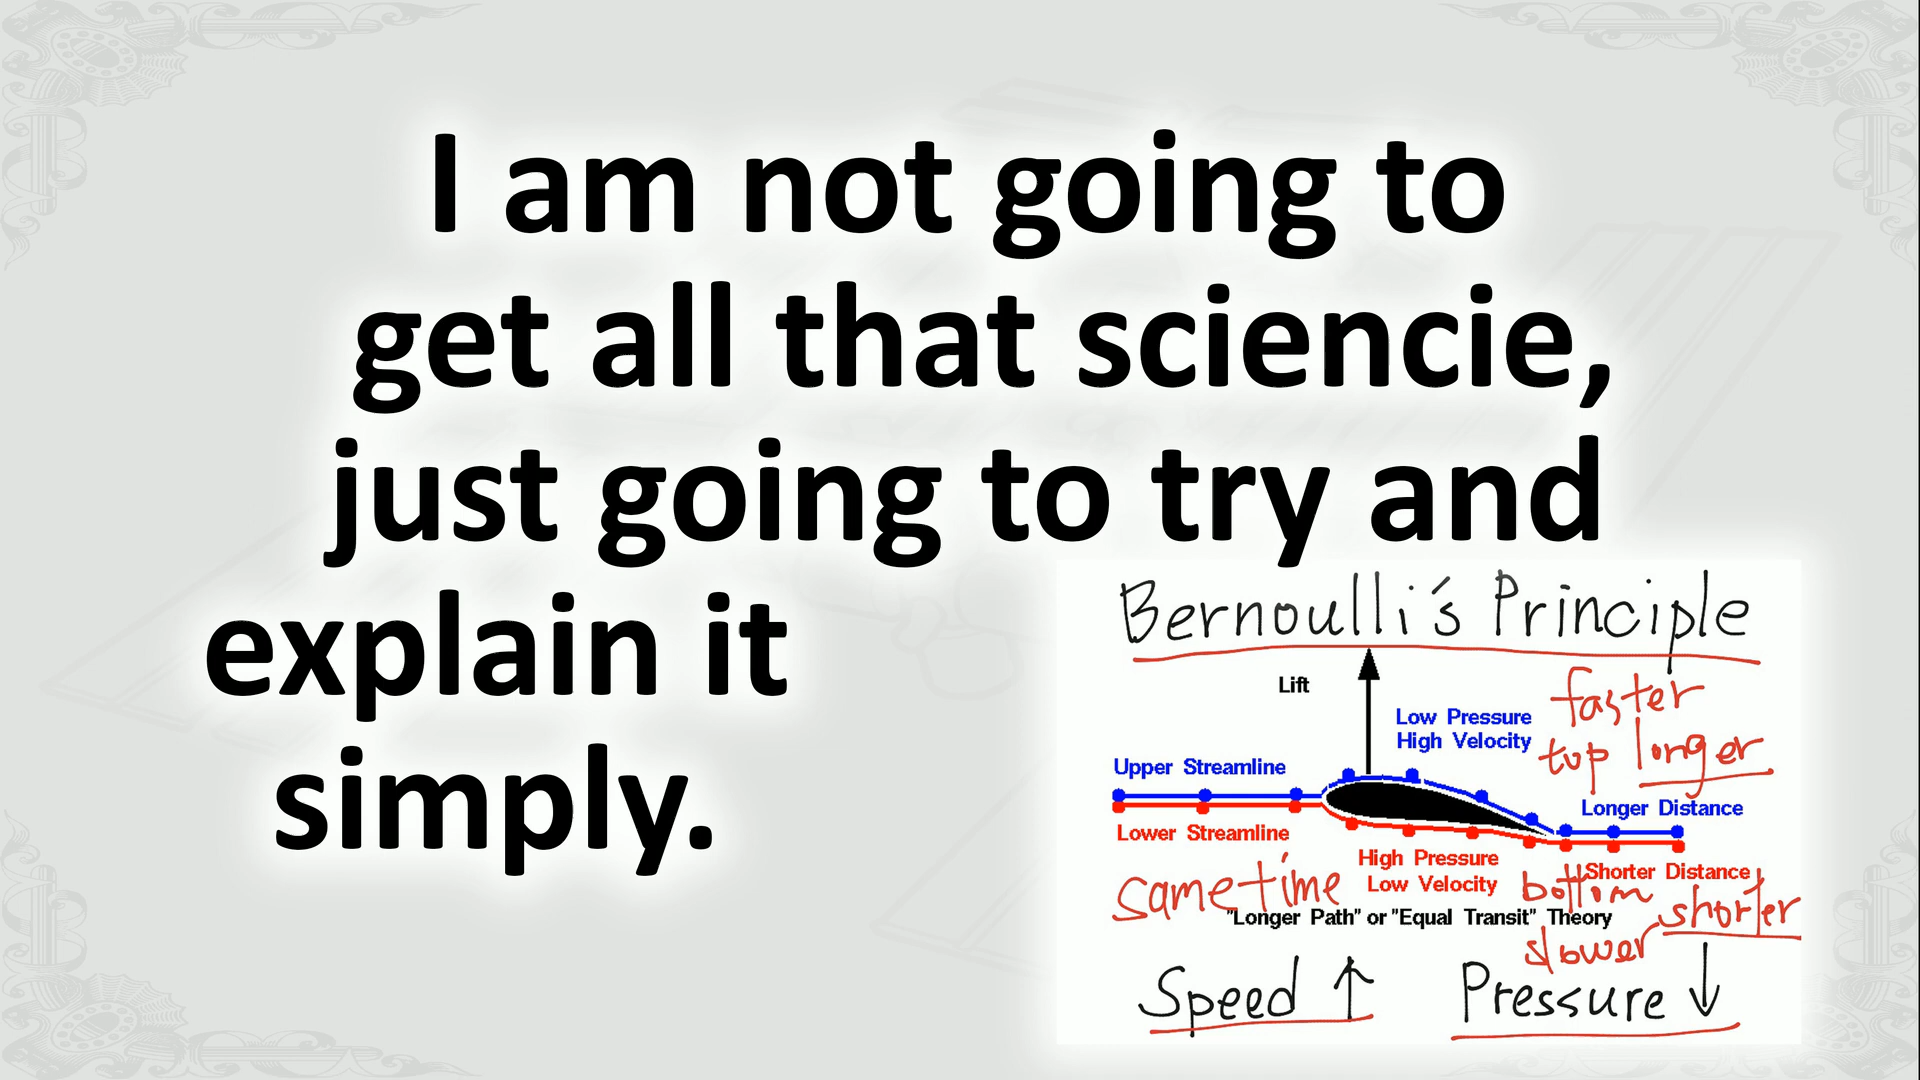 I am not going to
get all that sciencie,
just going to try and
explain it
simply.
Bernoulli's Principle
Lift
Low Pressure
High Velocity
faster
top longer
Upper Streamline
Longer Distance
Lower Streamline
High Pressure
Low Velocity
Shorter Distance
same time
bottom
shorter
"Longer Path" or "Equal Transit" Theory
slower
Speed ↑
Pressure ↓